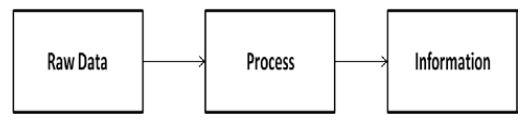 Raw Data
Process
Information